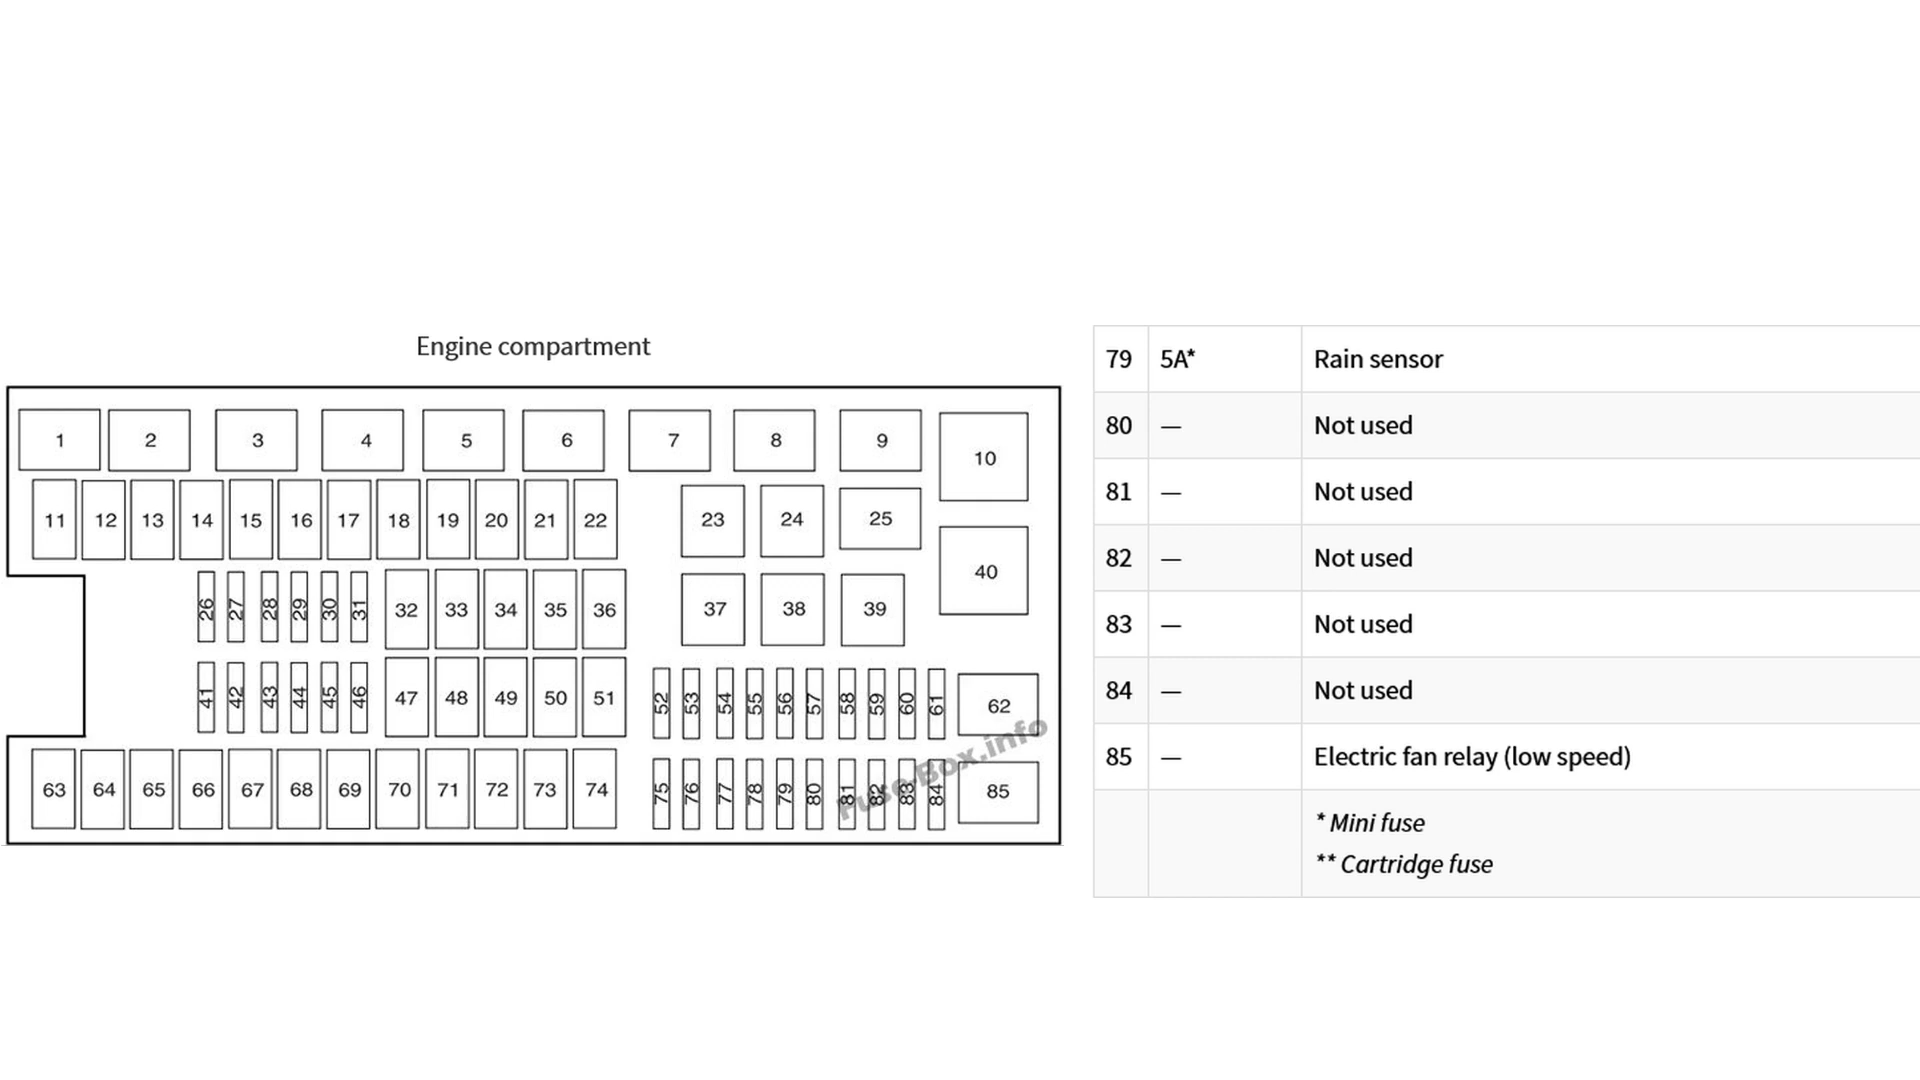 Engine compartment
1 2 3 4 5 6 7 8 9 10
11 12 13 14 15 16 17 18 19 20 21 22 23 24 25
40
26 27 28 29 30 31 32 33 34 35 36 37 38 39
41 42 43 44 45 46 47 48 49 50 51 52 53 54 55 56 57 58 59 60 61 62
63 64 65 66 67 68 69 70 71 72 73 74 75 76 77 78 79 80 81 82 83 84 85
Fuse-Box.info
79 5A* Rain sensor
80 — Not used
81 — Not used
82 — Not used
83 — Not used
84 — Not used
85 — Electric fan relay (low speed)
* Mini fuse
** Cartridge fuse